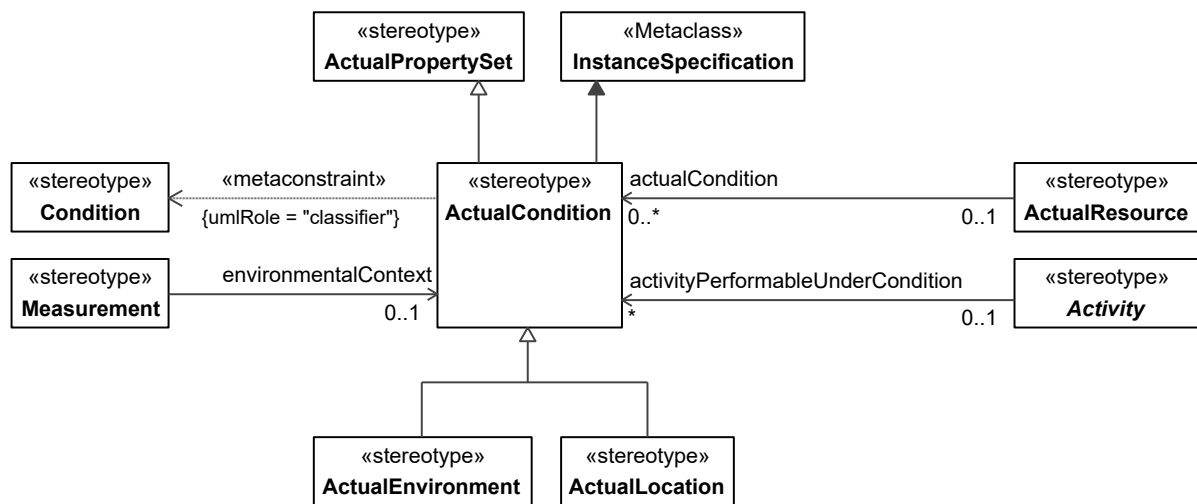 «stereotype»
ActualPropertySet
«Metaclass»
InstanceSpecification
«stereotype»
Condition
«metaconstraint»
{umlRole = "classifier"}
«stereotype»
ActualCondition
actualCondition
0..*
0..1
«stereotype»
ActualResource
«stereotype»
Measurement
environmentalContext
0..1
activityPerformableUnderCondition
*
0..1
«stereotype»
Activity
«stereotype»
ActualEnvironment
«stereotype»
ActualLocation